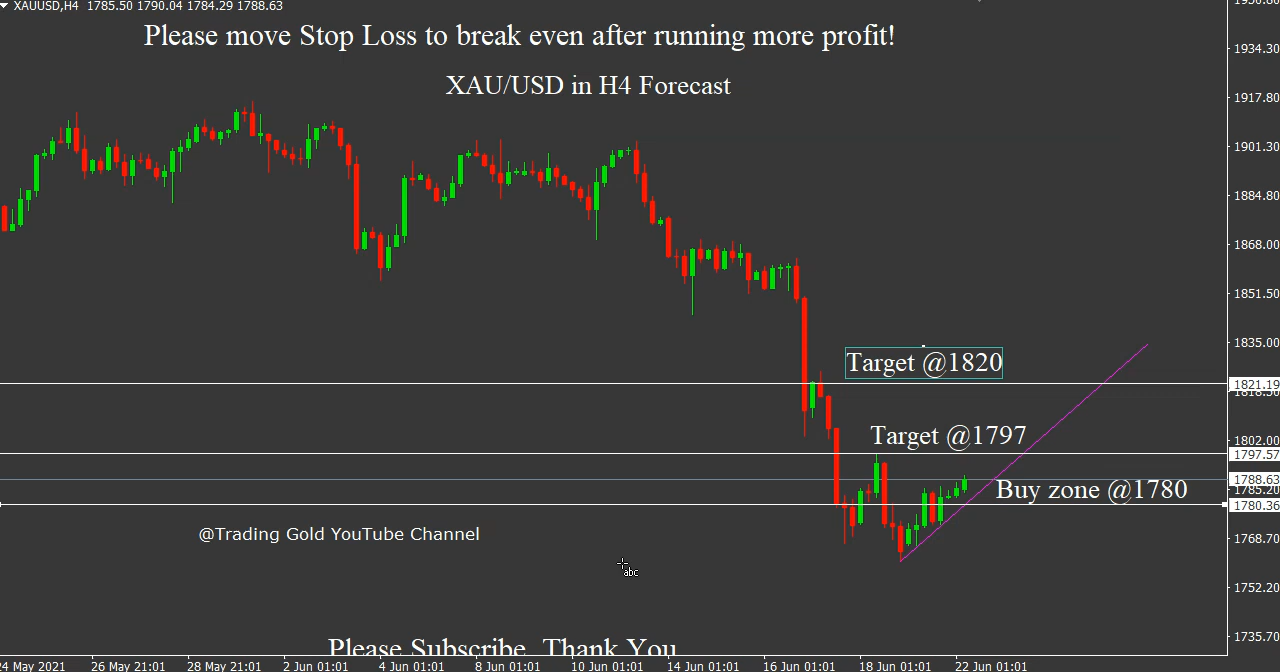 XAUUSD,H4 1785.50 1790.04 1784.29 1788.63
Please move Stop Loss to break even after running more profit!
XAU/USD in H4 Forecast
1934.30
1917.80
1901.30
1884.80
1868.00
1851.50
1835.00
Target @1820
1821.19
Target @1797
1802.00
1797.57
1788.63
Buy zone @1780
1785.20
1780.36
@Trading Gold YouTube Channel
1768.70
abc
1752.20
Please Subscribe, Thank You
1735.70
24 May 2021 26 May 21:01 28 May 21:01 2 Jun 01:01 4 Jun 01:01 8 Jun 01:01 10 Jun 01:01 14 Jun 01:01 16 Jun 01:01 18 Jun 01:01 22 Jun 01:01